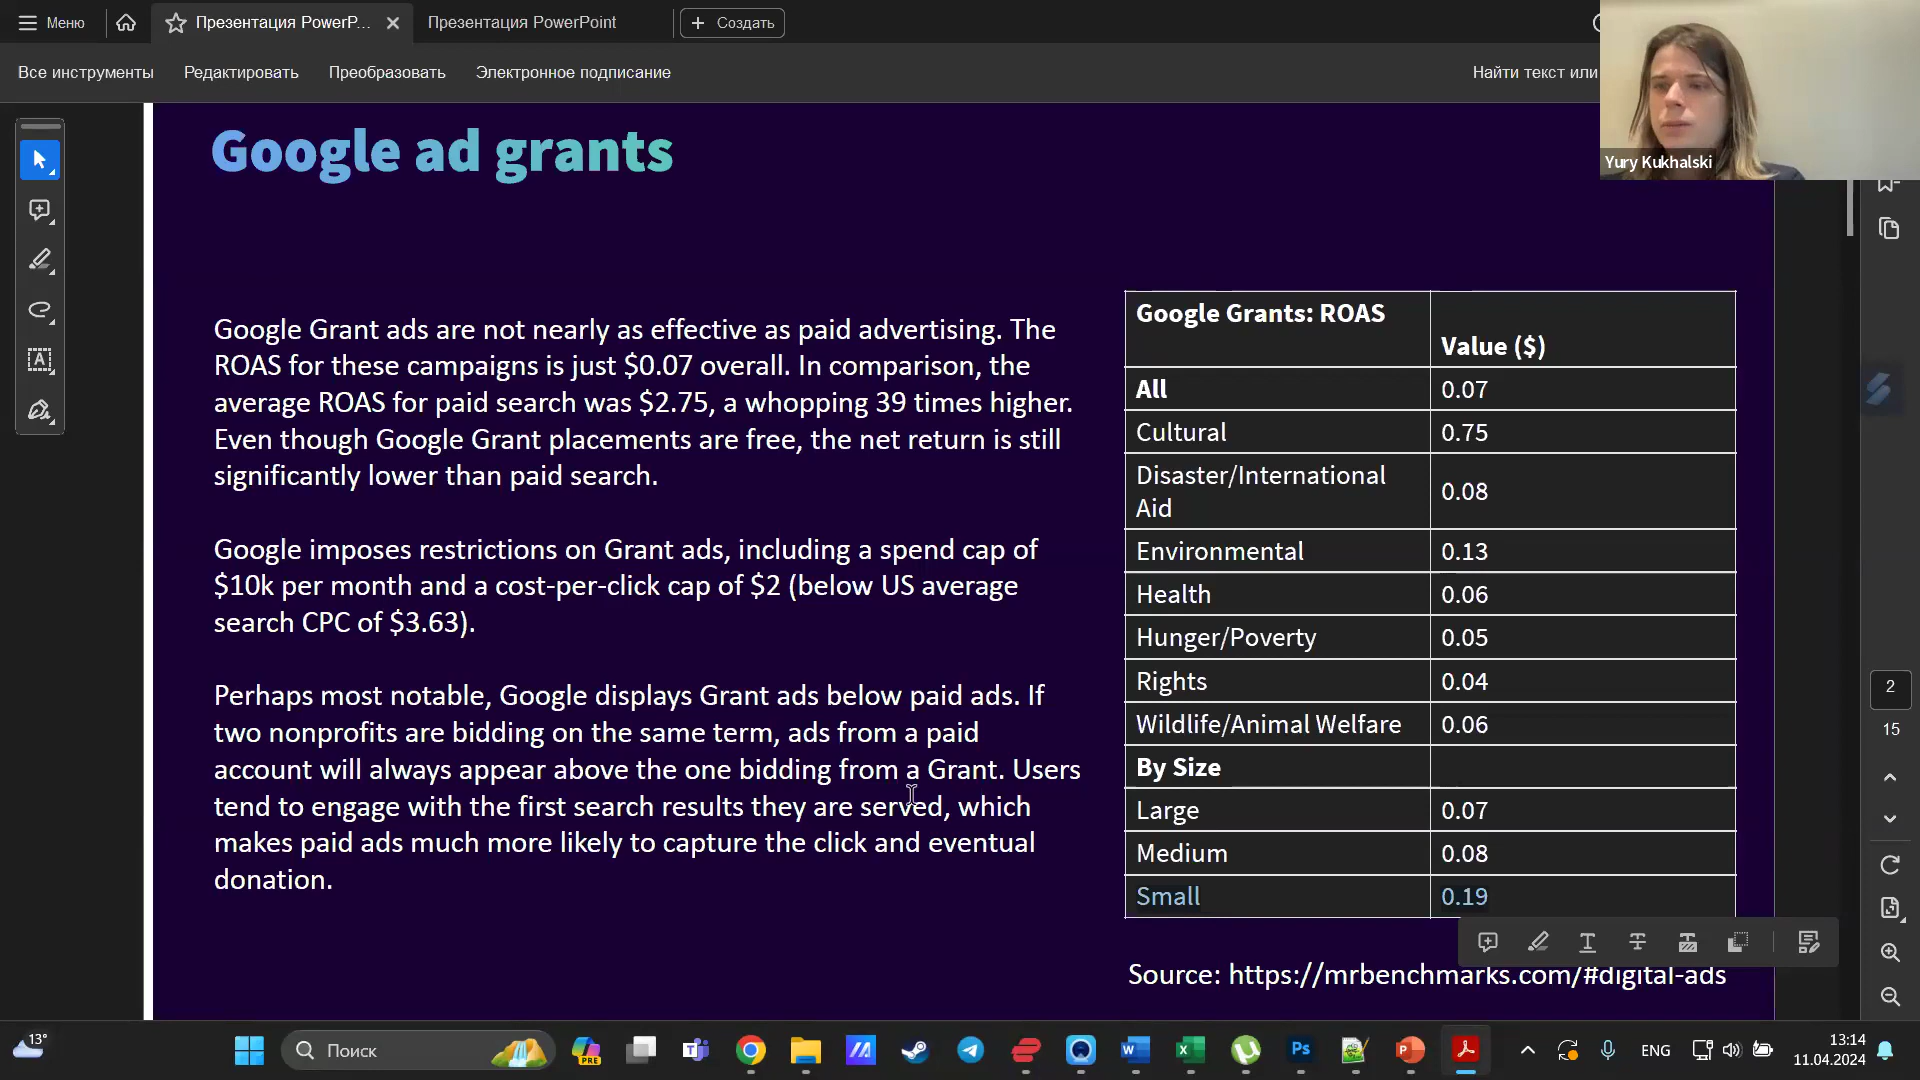 Меню
Презентация PowerP...
Презентация PowerPoint
Создать
Все инструменты
Редактировать
Преобразовать
Электронное подписание
Найти текст или
Yury Kukhalski
Google ad grants
Google Grant ads are not nearly as effective as paid advertising. The
ROAS for these campaigns is just $0.07 overall. In comparison, the
average ROAS for paid search was $2.75, a whopping 39 times higher.
Even though Google Grant placements are free, the net return is still
significantly lower than paid search.
Google imposes restrictions on Grant ads, including a spend cap of
$10k per month and a cost-per-click cap of $2 (below US average
search CPC of $3.63).
Perhaps most notable, Google displays Grant ads below paid ads. If
two nonprofits are bidding on the same term, ads from a paid
account will always appear above the one bidding from a Grant. Users
tend to engage with the first search results they are served, which
makes paid ads much more likely to capture the click and eventual
donation.
Google Grants: ROAS
Value ($)
All 0.07
Cultural 0.75
Disaster/International
Aid 0.08
Environmental 0.13
Health 0.06
Hunger/Poverty 0.05
Rights 0.04
Wildlife/Animal Welfare 0.06
By Size
Large 0.07
Medium 0.08
Small 0.19
Source: https://mrbenchmarks.com/#digital-ads
2
15
13°
Поиск
PRE
ENG
13:14
11.04.2024